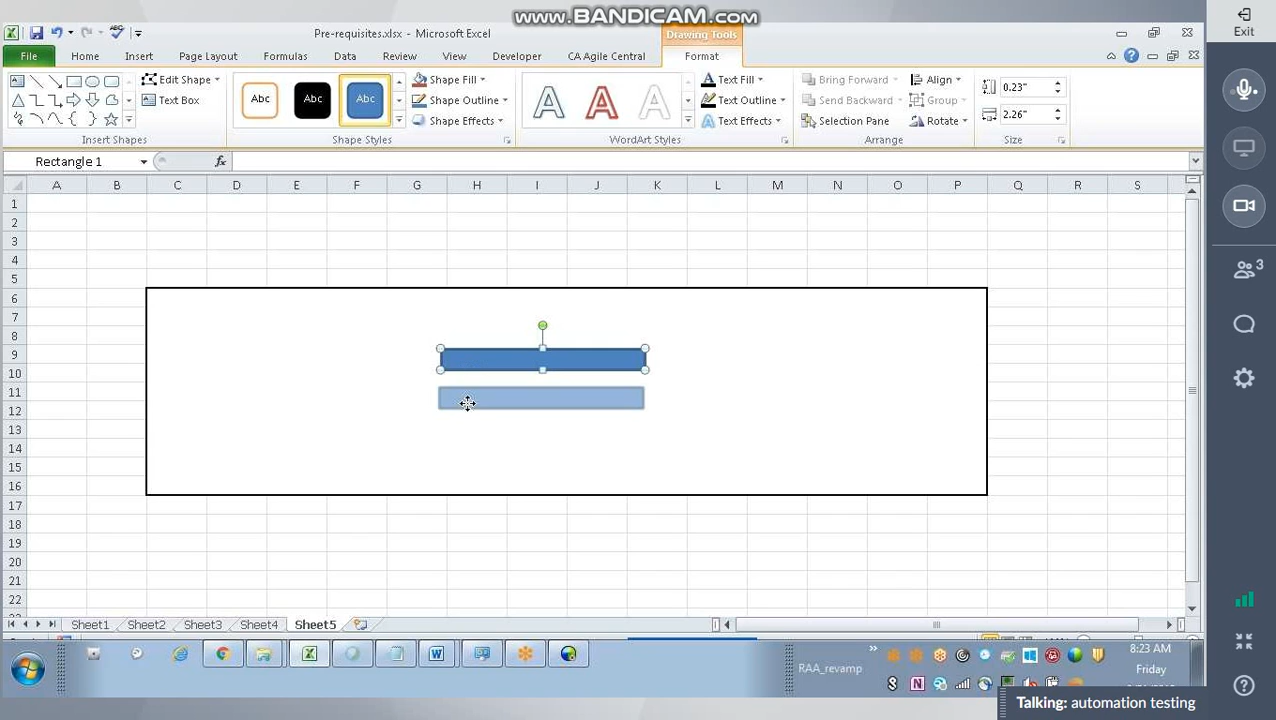 www.BANDICAM.com
Pre-requisites.xlsx - Microsoft Excel
Drawing Tools
Exit
File Home Insert Page Layout Formulas Data Review View Developer CA Agile Central Format
Edit Shape
Text Box
Insert Shapes
Abc Abc Abc
Shape Fill
Shape Outline
Shape Effects
Shape Styles
Text Fill
Text Outline
Text Effects
WordArt Styles
Bring Forward
Send Backward
Selection Pane
Align
Group
Rotate
Arrange
0.23"
2.26"
Size
Rectangle 1
fx
A B C D E F G H I J K L M N O P Q R S
1
2
3
4
5
6
7
8
9
10
11
12
13
14
15
16
17
18
19
20
21
22
3
Sheet1 Sheet2 Sheet3 Sheet4 Sheet5
RAA_revamp
8:23 AM
Friday
Talking: automation testing